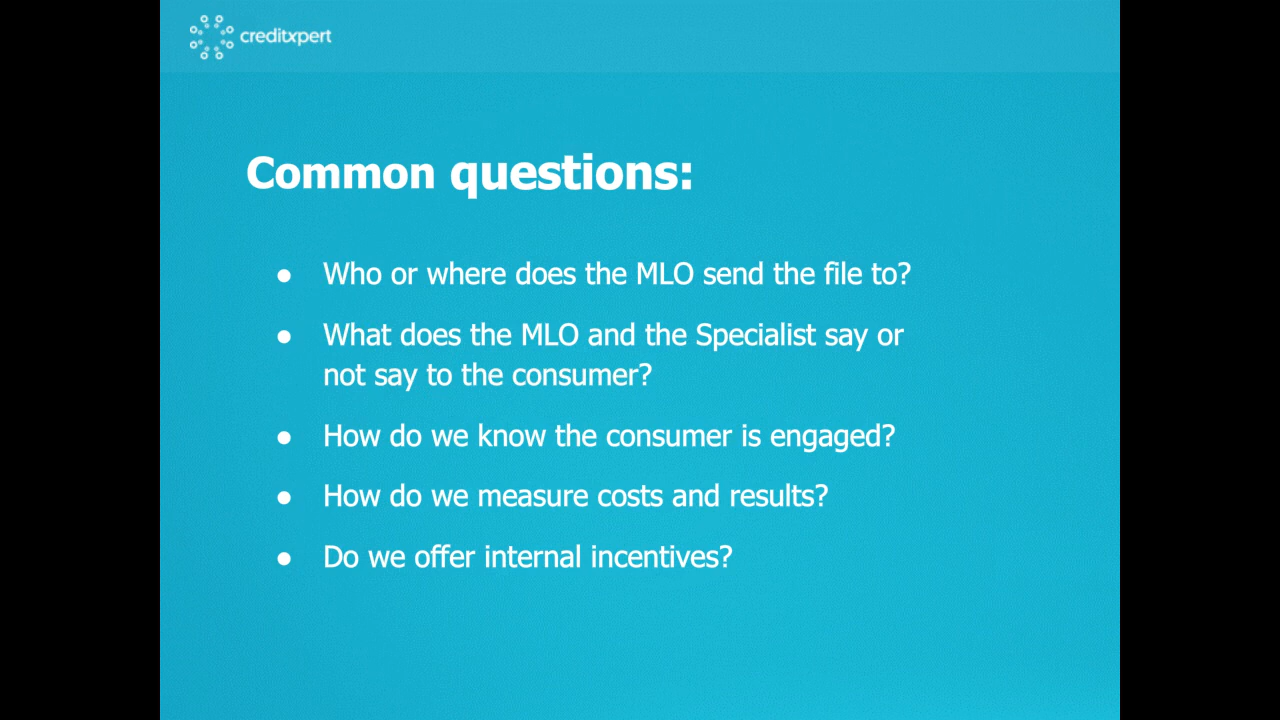 creditxpert
Common questions:
● Who or where does the MLO send the file to?
● What does the MLO and the Specialist say or
not say to the consumer?
● How do we know the consumer is engaged?
● How do we measure costs and results?
● Do we offer internal incentives?